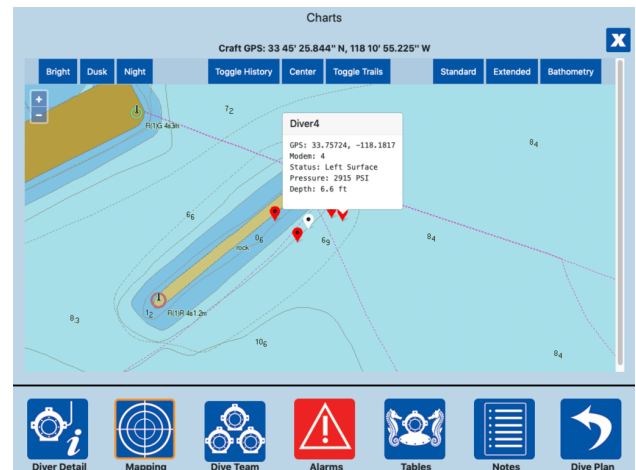 Charts
X
Craft GPS: 33 45' 25.844" N, 118 10' 55.225" W
Bright Dusk Night Toggle History Center Toggle Trails Standard Extended Bathometry
+
−
7₂
Fl(1)G 4s3m
Diver4
GPS: 33.75724, -118.1817
Modem: 4
Status: Left Surface
Pressure: 2915 PSI
Depth: 6.6 ft
8₄
6₆
0₆
rock
6₉
8₄
1₂
Fl(1)R 4s1.2m
8₃
10₆
8₄
i
Diver Detail Mapping Dive Team Alarms Tables Notes Dive Plan